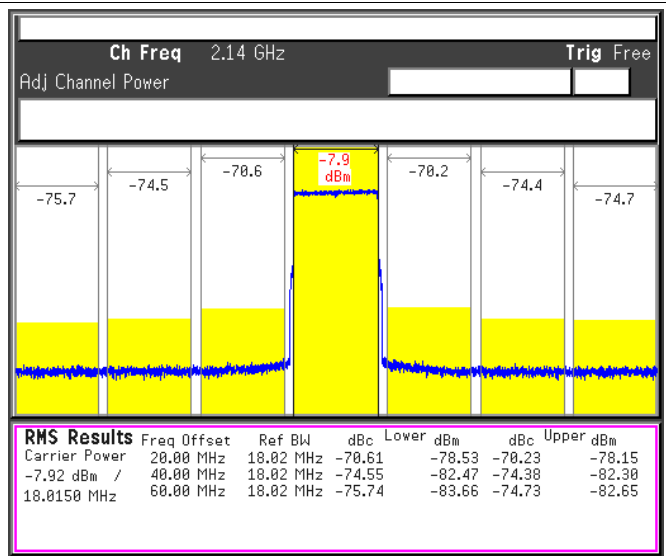 Ch Freq 2.14 GHz Trig Free
Adj Channel Power
-75.7 -74.5 -70.6 -7.9 dBm -70.2 -74.4 -74.7
RMS Results Freq Offset Ref BW dBc Lower dBm dBc Upper dBm
Carrier Power 20.00 MHz 18.02 MHz -70.61 -78.53 -70.23 -78.15
-7.92 dBm / 40.00 MHz 18.02 MHz -74.55 -82.47 -74.38 -82.30
18.0150 MHz 60.00 MHz 18.02 MHz -75.74 -83.66 -74.73 -82.65